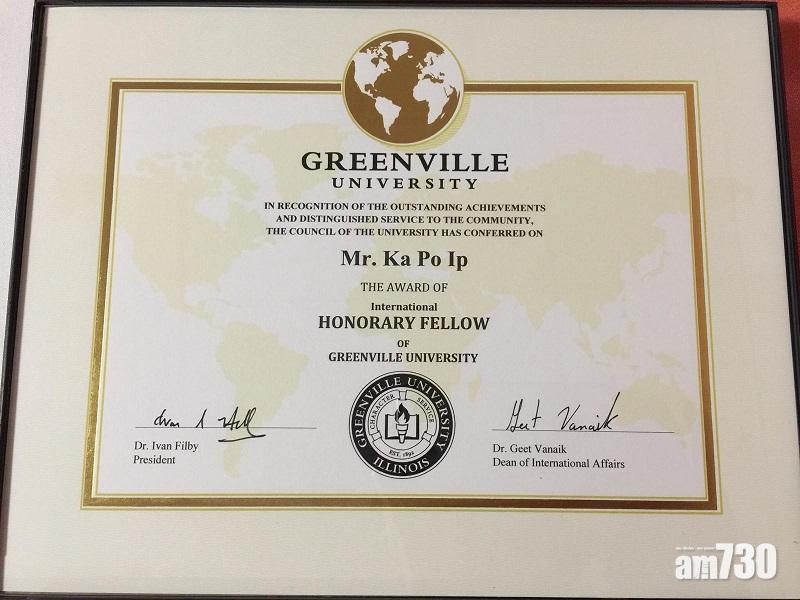 GREENVILLE
UNIVERSITY
IN RECOGNITION OF THE OUTSTANDING ACHIEVEMENTS
AND DISTINGUISHED SERVICE TO THE COMMUNITY,
THE COUNCIL OF THE UNIVERSITY HAS CONFERRED ON
Mr. Ka Po Ip
THE AWARD OF
International
HONORARY FELLOW
OF
GREENVILLE UNIVERSITY
GREENVILLE UNIVERSITY
CHARACTER SERVICE
EST. 1892
ILLINOIS
Geet Vanaik
Dr. Ivan Filby
President
Dr. Geet Vanaik
Dean of International Affairs
am730